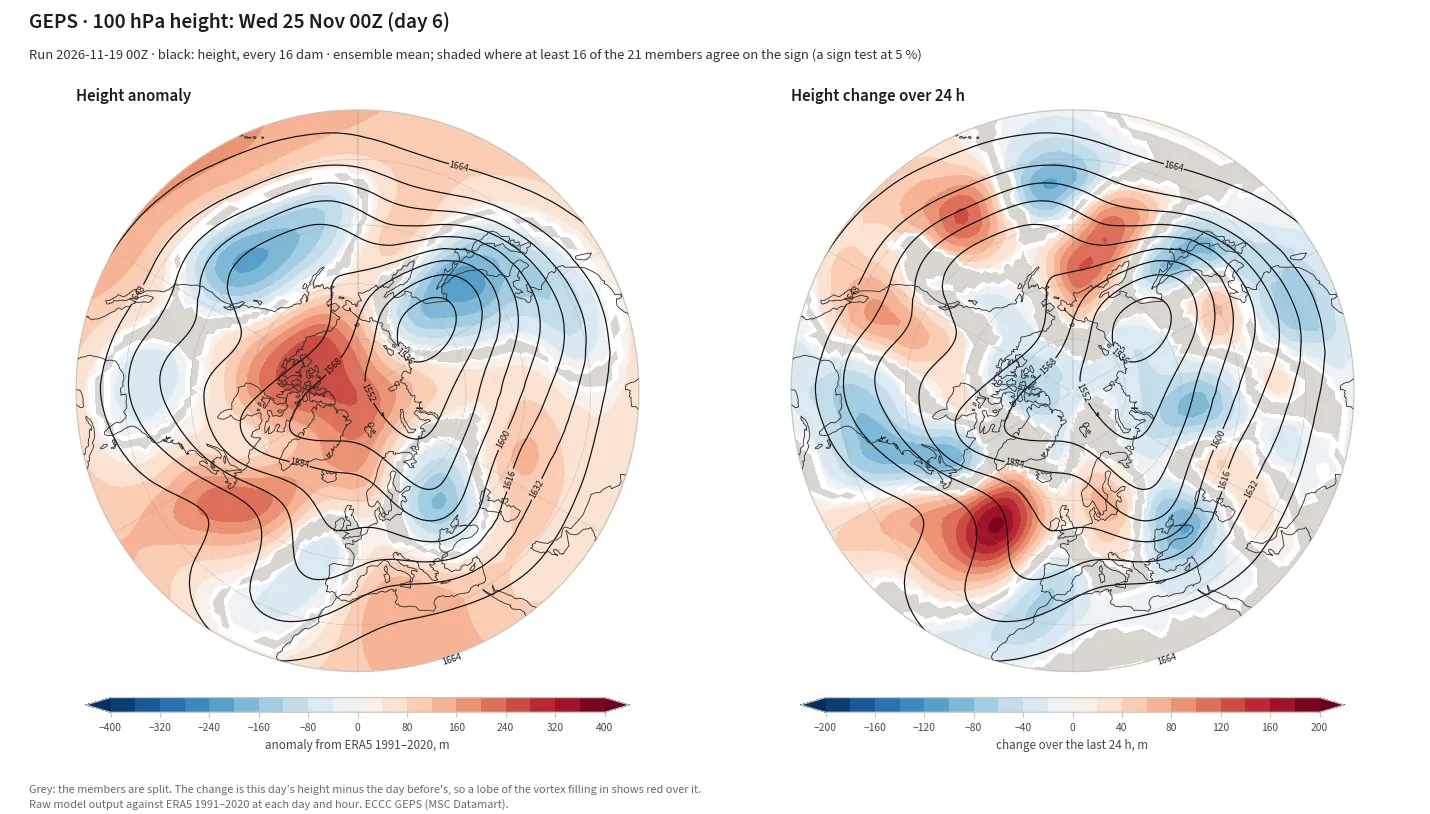 GEPS · 100 hPa height: Wed 25 Nov 00Z (day 6)
Run 2026-11-19 00Z · black: height, every 16 dam · ensemble mean; shaded where at least 16 of the 21 members agree on the sign (a sign test at 5 %)
Height anomaly
Height change over 24 h
1664
1648
1536
1568
1552
1584
1600
1616
1632
1664
1664
1648
1536
1568
1552
1584
1600
1616
1632
1664
−400 −320 −240 −160 −80 0 80 160 240 320 400
anomaly from ERA5 1991–2020, m
−200 −160 −120 −80 −40 0 40 80 120 160 200
change over the last 24 h, m
Grey: the members are split. The change is this day's height minus the day before's, so a lobe of the vortex filling in shows red over it.
Raw model output against ERA5 1991–2020 at each day and hour. ECCC GEPS (MSC Datamart).